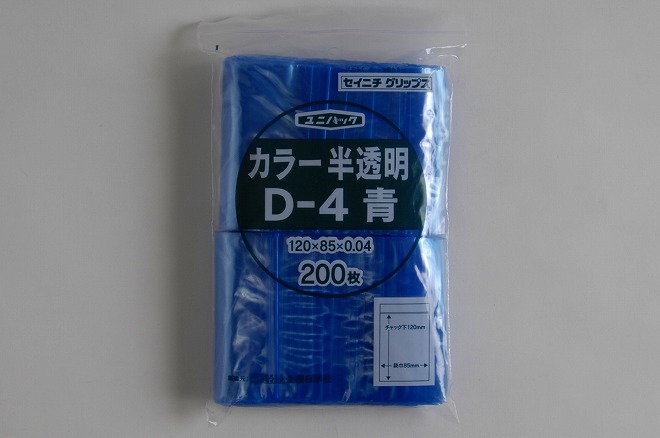 セイニチ グリップス
ユニパック
カラー 半透明
D-4 青
120×85×0.04
200枚
チャック下120mm
袋巾85mm